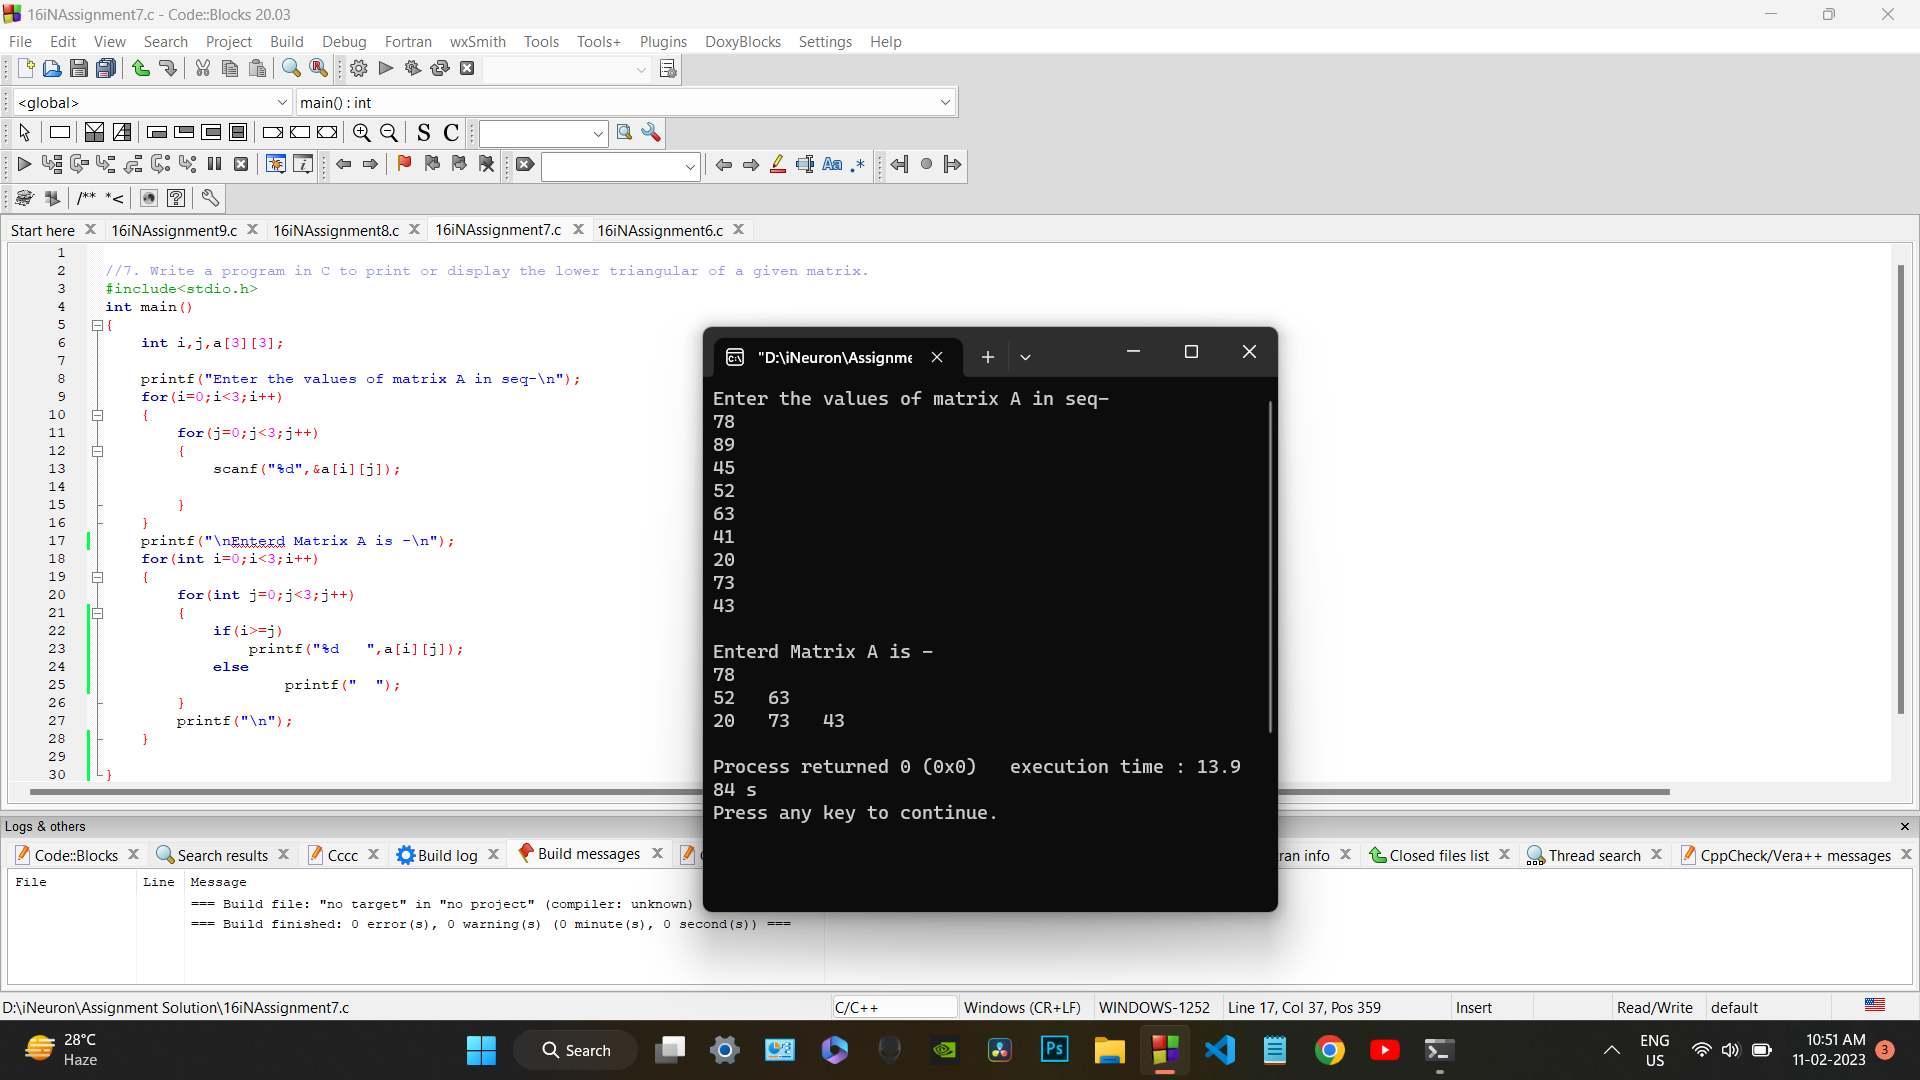 16iNAssignment7.c - Code::Blocks 20.03
File Edit View Search Project Build Debug Fortran wxSmith Tools Tools+ Plugins DoxyBlocks Settings Help
<global> main() : int
S C
Aa .*
/** *<
Start here 16iNAssignment9.c 16iNAssignment8.c 16iNAssignment7.c 16iNAssignment6.c
1
2 //7. Write a program in C to print or display the lower triangular of a given matrix.
3 #include<stdio.h>
4 int main()
5 {
6 int i,j,a[3][3];
7
8 printf("Enter the values of matrix A in seq-\n");
9 for(i=0;i<3;i++)
10 {
11 for(j=0;j<3;j++)
12 {
13 scanf("%d",&a[i][j]);
14
15 }
16 }
17 printf("\nEnterd Matrix A is -\n");
18 for(int i=0;i<3;i++)
19 {
20 for(int j=0;j<3;j++)
21 {
22 if(i>=j)
23 printf("%d   ",a[i][j]);
24 else
25 printf("  ");
26 }
27 printf("\n");
28 }
29
30 }
"D:\iNeuron\Assignme
Enter the values of matrix A in seq-
78
89
45
52
63
41
20
73
43
Enterd Matrix A is -
78
52 63
20 73 43
Process returned 0 (0x0)   execution time : 13.9
84 s
Press any key to continue.
Logs & others
Code::Blocks Search results Cccc Build log Build messages ran info Closed files list Thread search CppCheck/Vera++ messages
File Line Message
=== Build file: "no target" in "no project" (compiler: unknown)
=== Build finished: 0 error(s), 0 warning(s) (0 minute(s), 0 second(s)) ===
D:\iNeuron\Assignment Solution\16iNAssignment7.c C/C++ Windows (CR+LF) WINDOWS-1252 Line 17, Col 37, Pos 359 Insert Read/Write default
28°C
Haze
Search
Ps
ENG
US
10:51 AM
11-02-2023
3